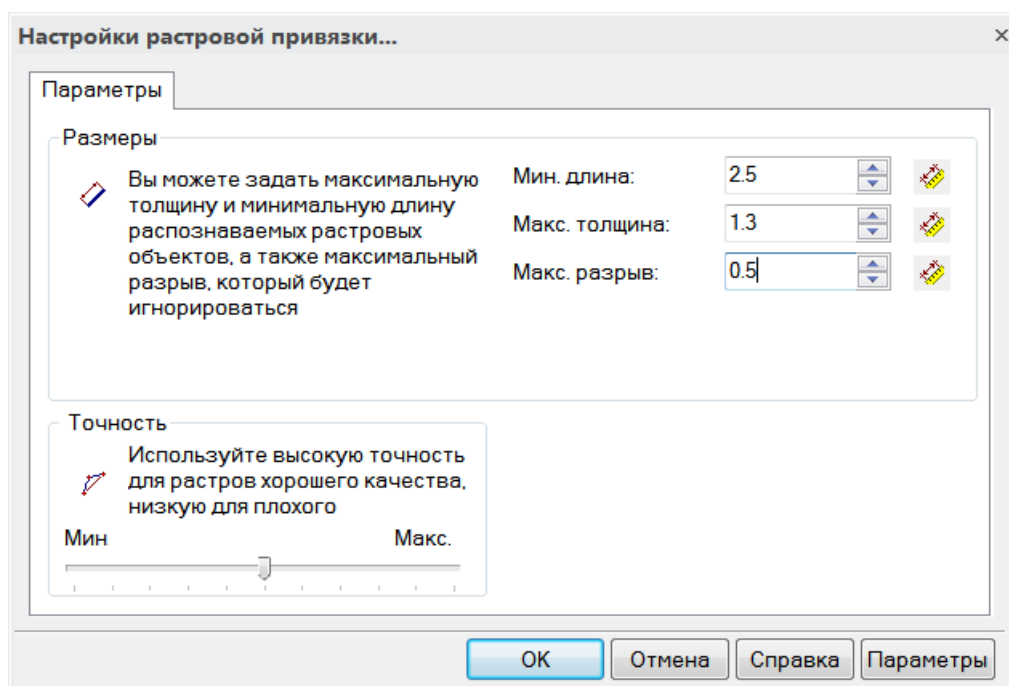 Настройки растровой привязки...
Параметры
Размеры
Вы можете задать максимальную
толщину и минимальную длину
распознаваемых растровых
объектов, а также максимальный
разрыв, который будет
игнорироваться
Мин. длина: 2.5
Макс. толщина: 1.3
Макс. разрыв: 0.5
Точность
Используйте высокую точность
для растров хорошего качества,
низкую для плохого
Мин Макс.
OK Отмена Справка Параметры